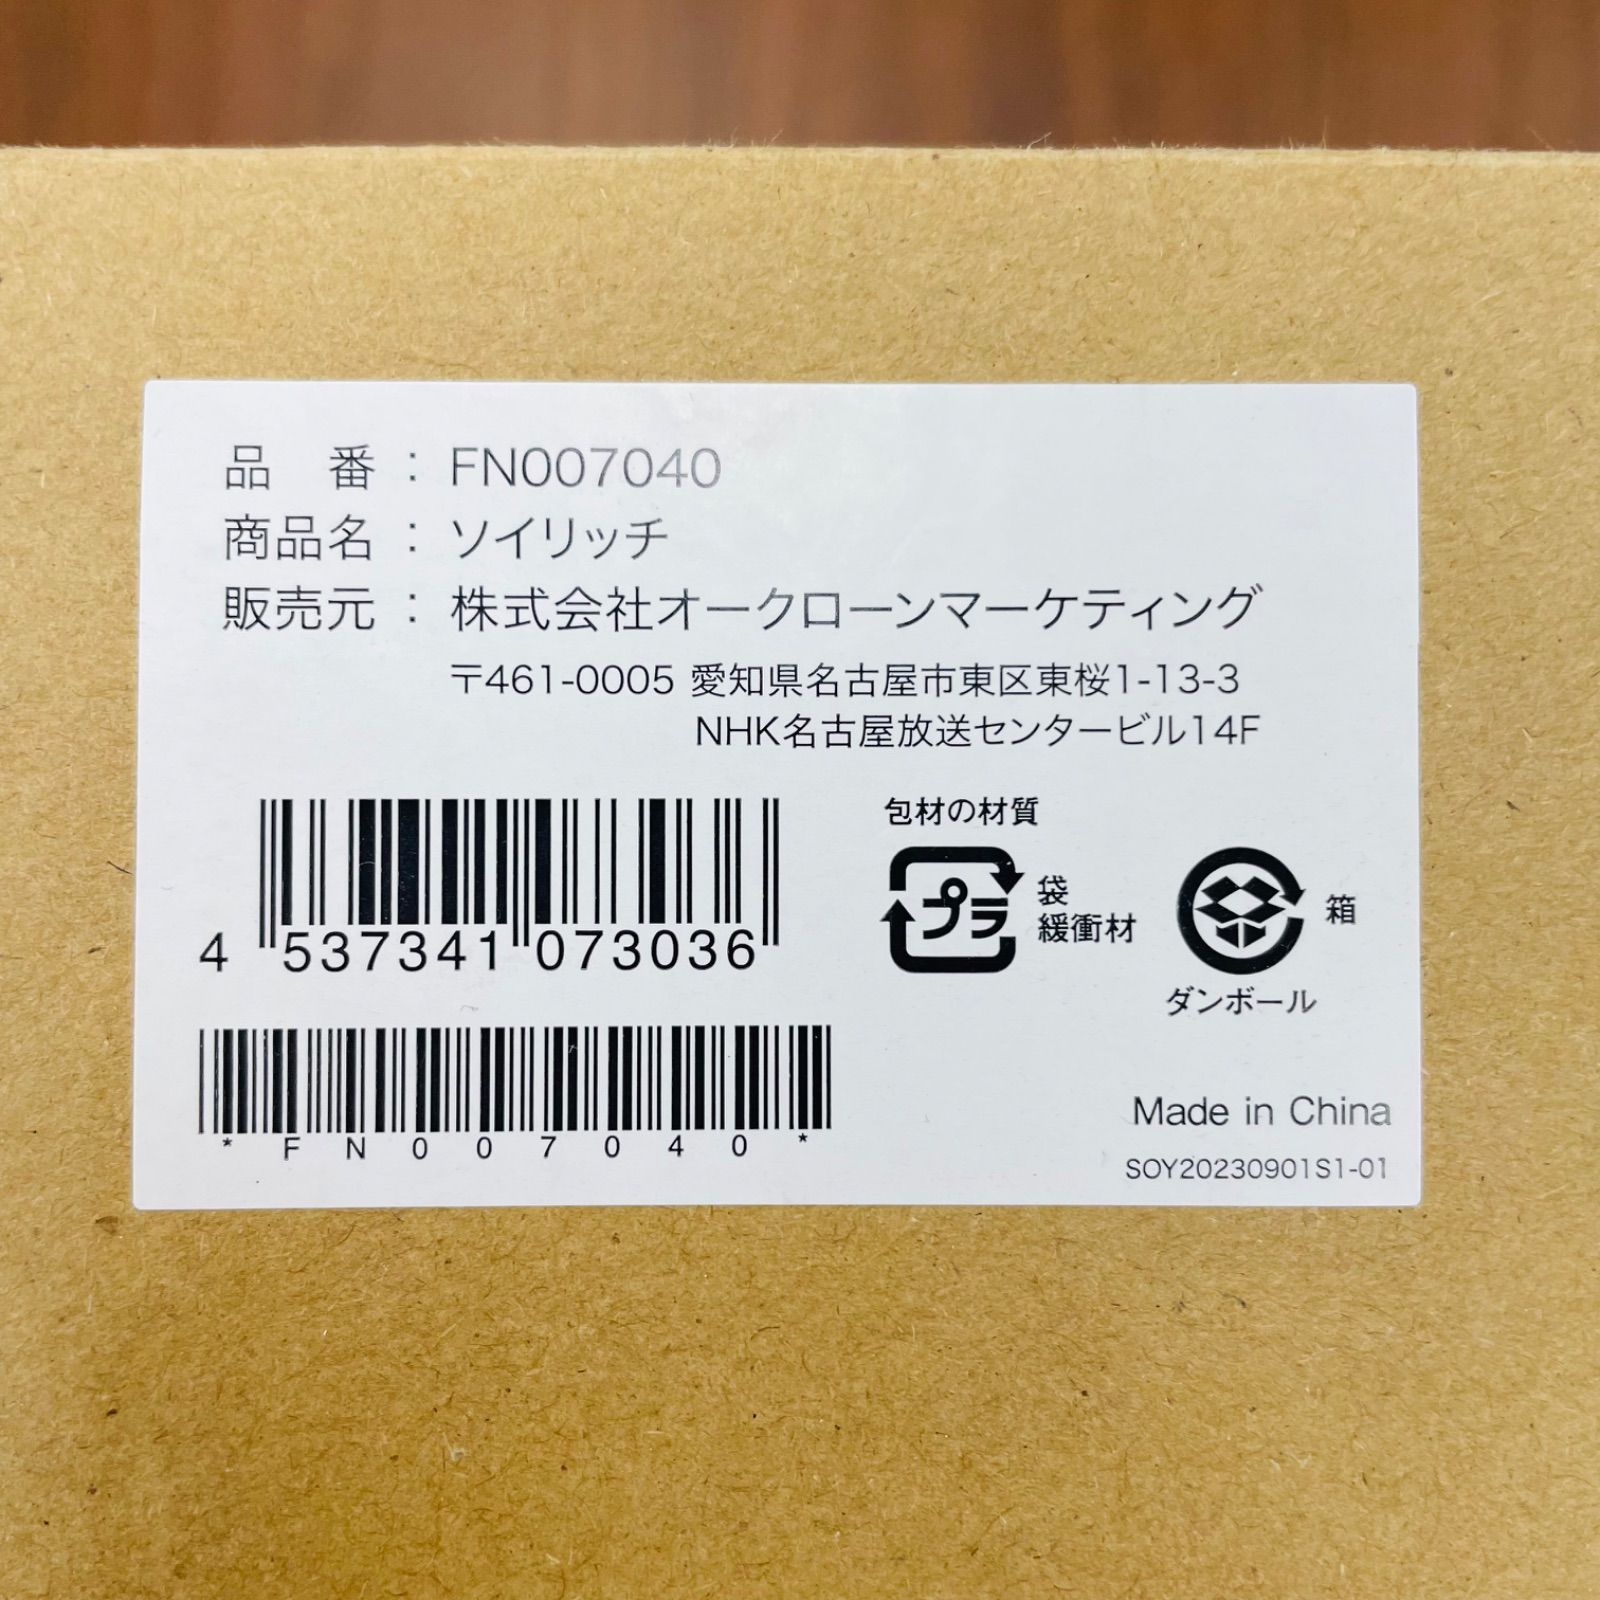 品 番 : FN007040
商品名 : ソイリッチ
販売元 : 株式会社オークローンマーケティング
〒461-0005 愛知県名古屋市東区東桜1-13-3
NHK名古屋放送センタービル14F
4 537341 073036
*FN007040*
包材の材質
プラ
袋
緩衝材
箱
ダンボール
Made in China
SOY20230901S1-01